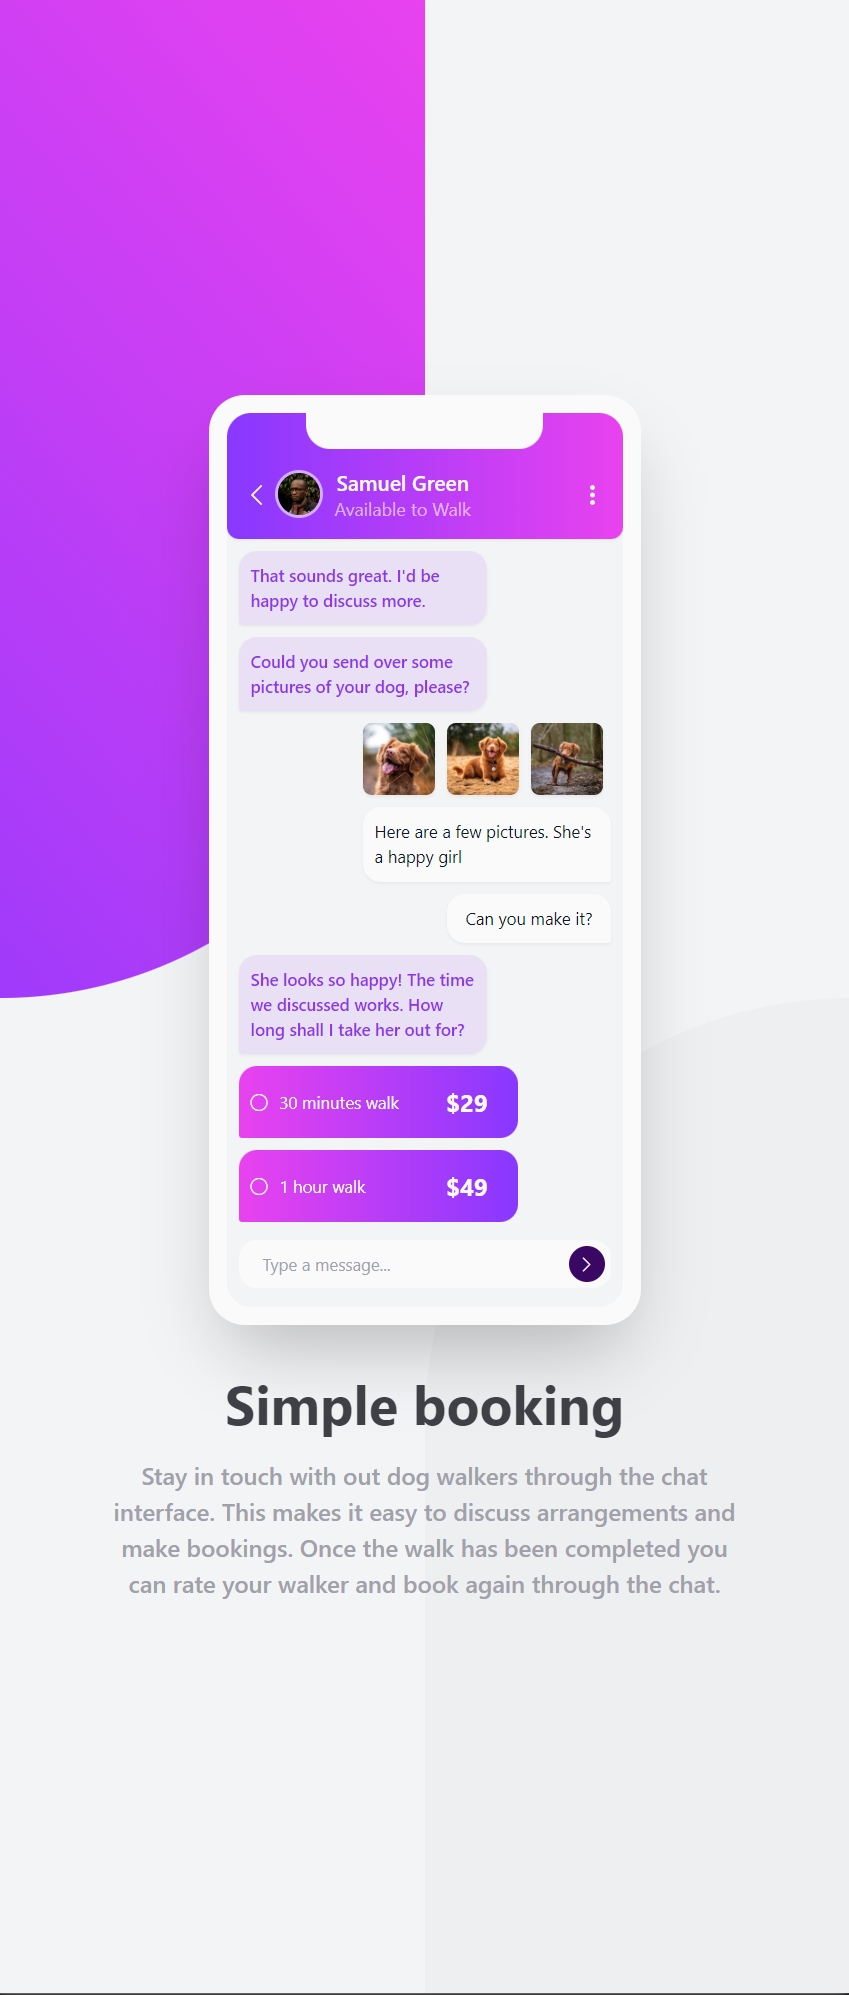 Samuel Green
Available to Walk
That sounds great. I'd be
happy to discuss more.
Could you send over some
pictures of your dog, please?
Here are a few pictures. She's
a happy girl
Can you make it?
She looks so happy! The time
we discussed works. How
long shall I take her out for?
30 minutes walk $29
1 hour walk $49
Type a message...
Simple booking
Stay in touch with out dog walkers through the chat
interface. This makes it easy to discuss arrangements and
make bookings. Once the walk has been completed you
can rate your walker and book again through the chat.